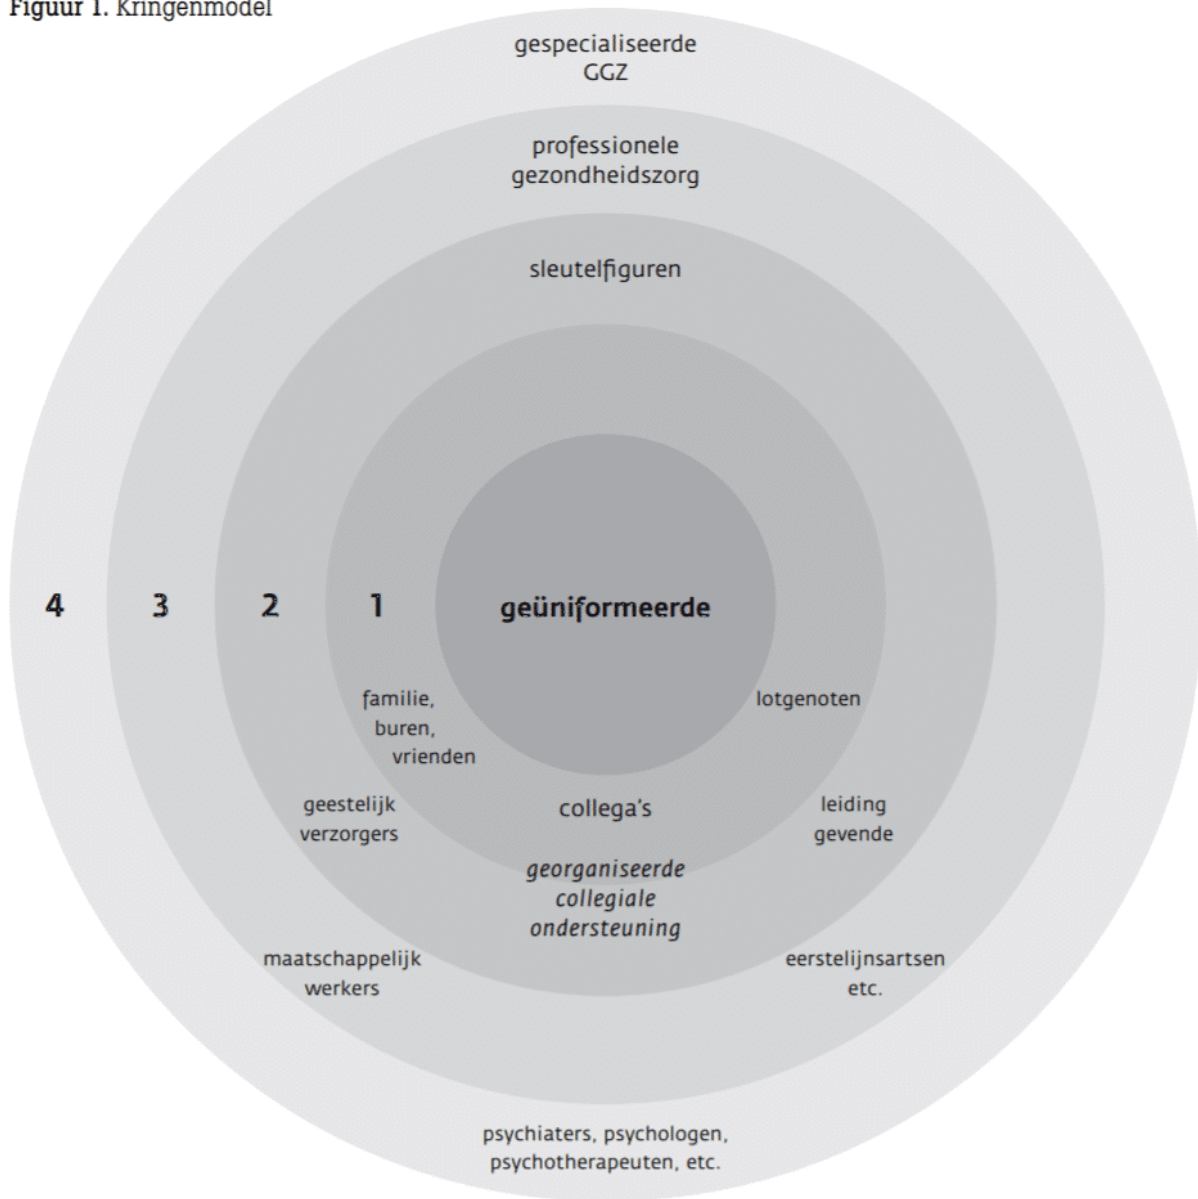 Figuur 1. Kringenmodel
gespecialiseerde
GGZ
professionele
gezondheidszorg
sleutelfiguren
4 3 2 1 geüniformeerde
familie,
buren,
vrienden
lotgenoten
collega's
geestelijk
verzorgers
leiding
gevende
georganiseerde
collegiale
ondersteuning
maatschappelijk
werkers
eerstelijnsartsen
etc.
psychiaters, psychologen,
psychotherapeuten, etc.